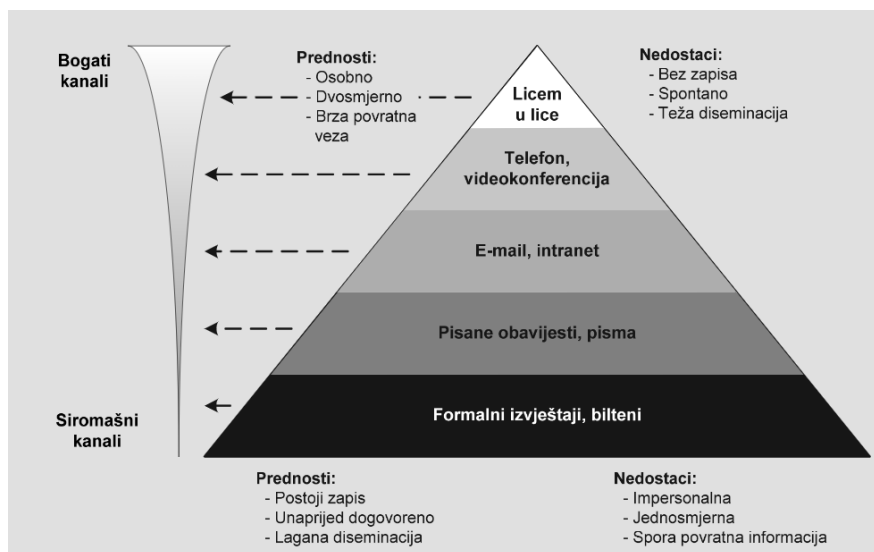 Bogati
kanali
Prednosti:
- Osobno
- Dvosmjerno
- Brza povratna
veza
Licem
u lice
Nedostaci:
- Bez zapisa
- Spontano
- Teža diseminacija
Telefon,
videokonferencija
E-mail, intranet
Pisane obavijesti, pisma
Formalni izvještaji, bilteni
Siromašni
kanali
Prednosti:
- Postoji zapis
- Unaprijed dogovoreno
- Lagana diseminacija
Nedostaci:
- Impersonalna
- Jednosmjerna
- Spora povratna informacija